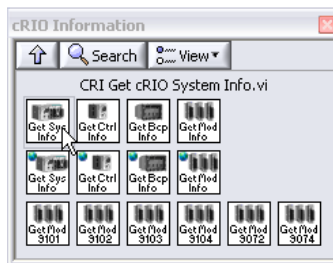 cRIO Information
Search View
CRI Get cRIO System Info.vi
Get Sys Info Get Ctrl Info Get Bcp Info Get Mod Info
Get Sys Info Get Ctrl Info Get Bcp Info Get Mod Info
Get Mod 9101 Get Mod 9102 Get Mod 9103 Get Mod 9104 Get Mod 9072 Get Mod 9074